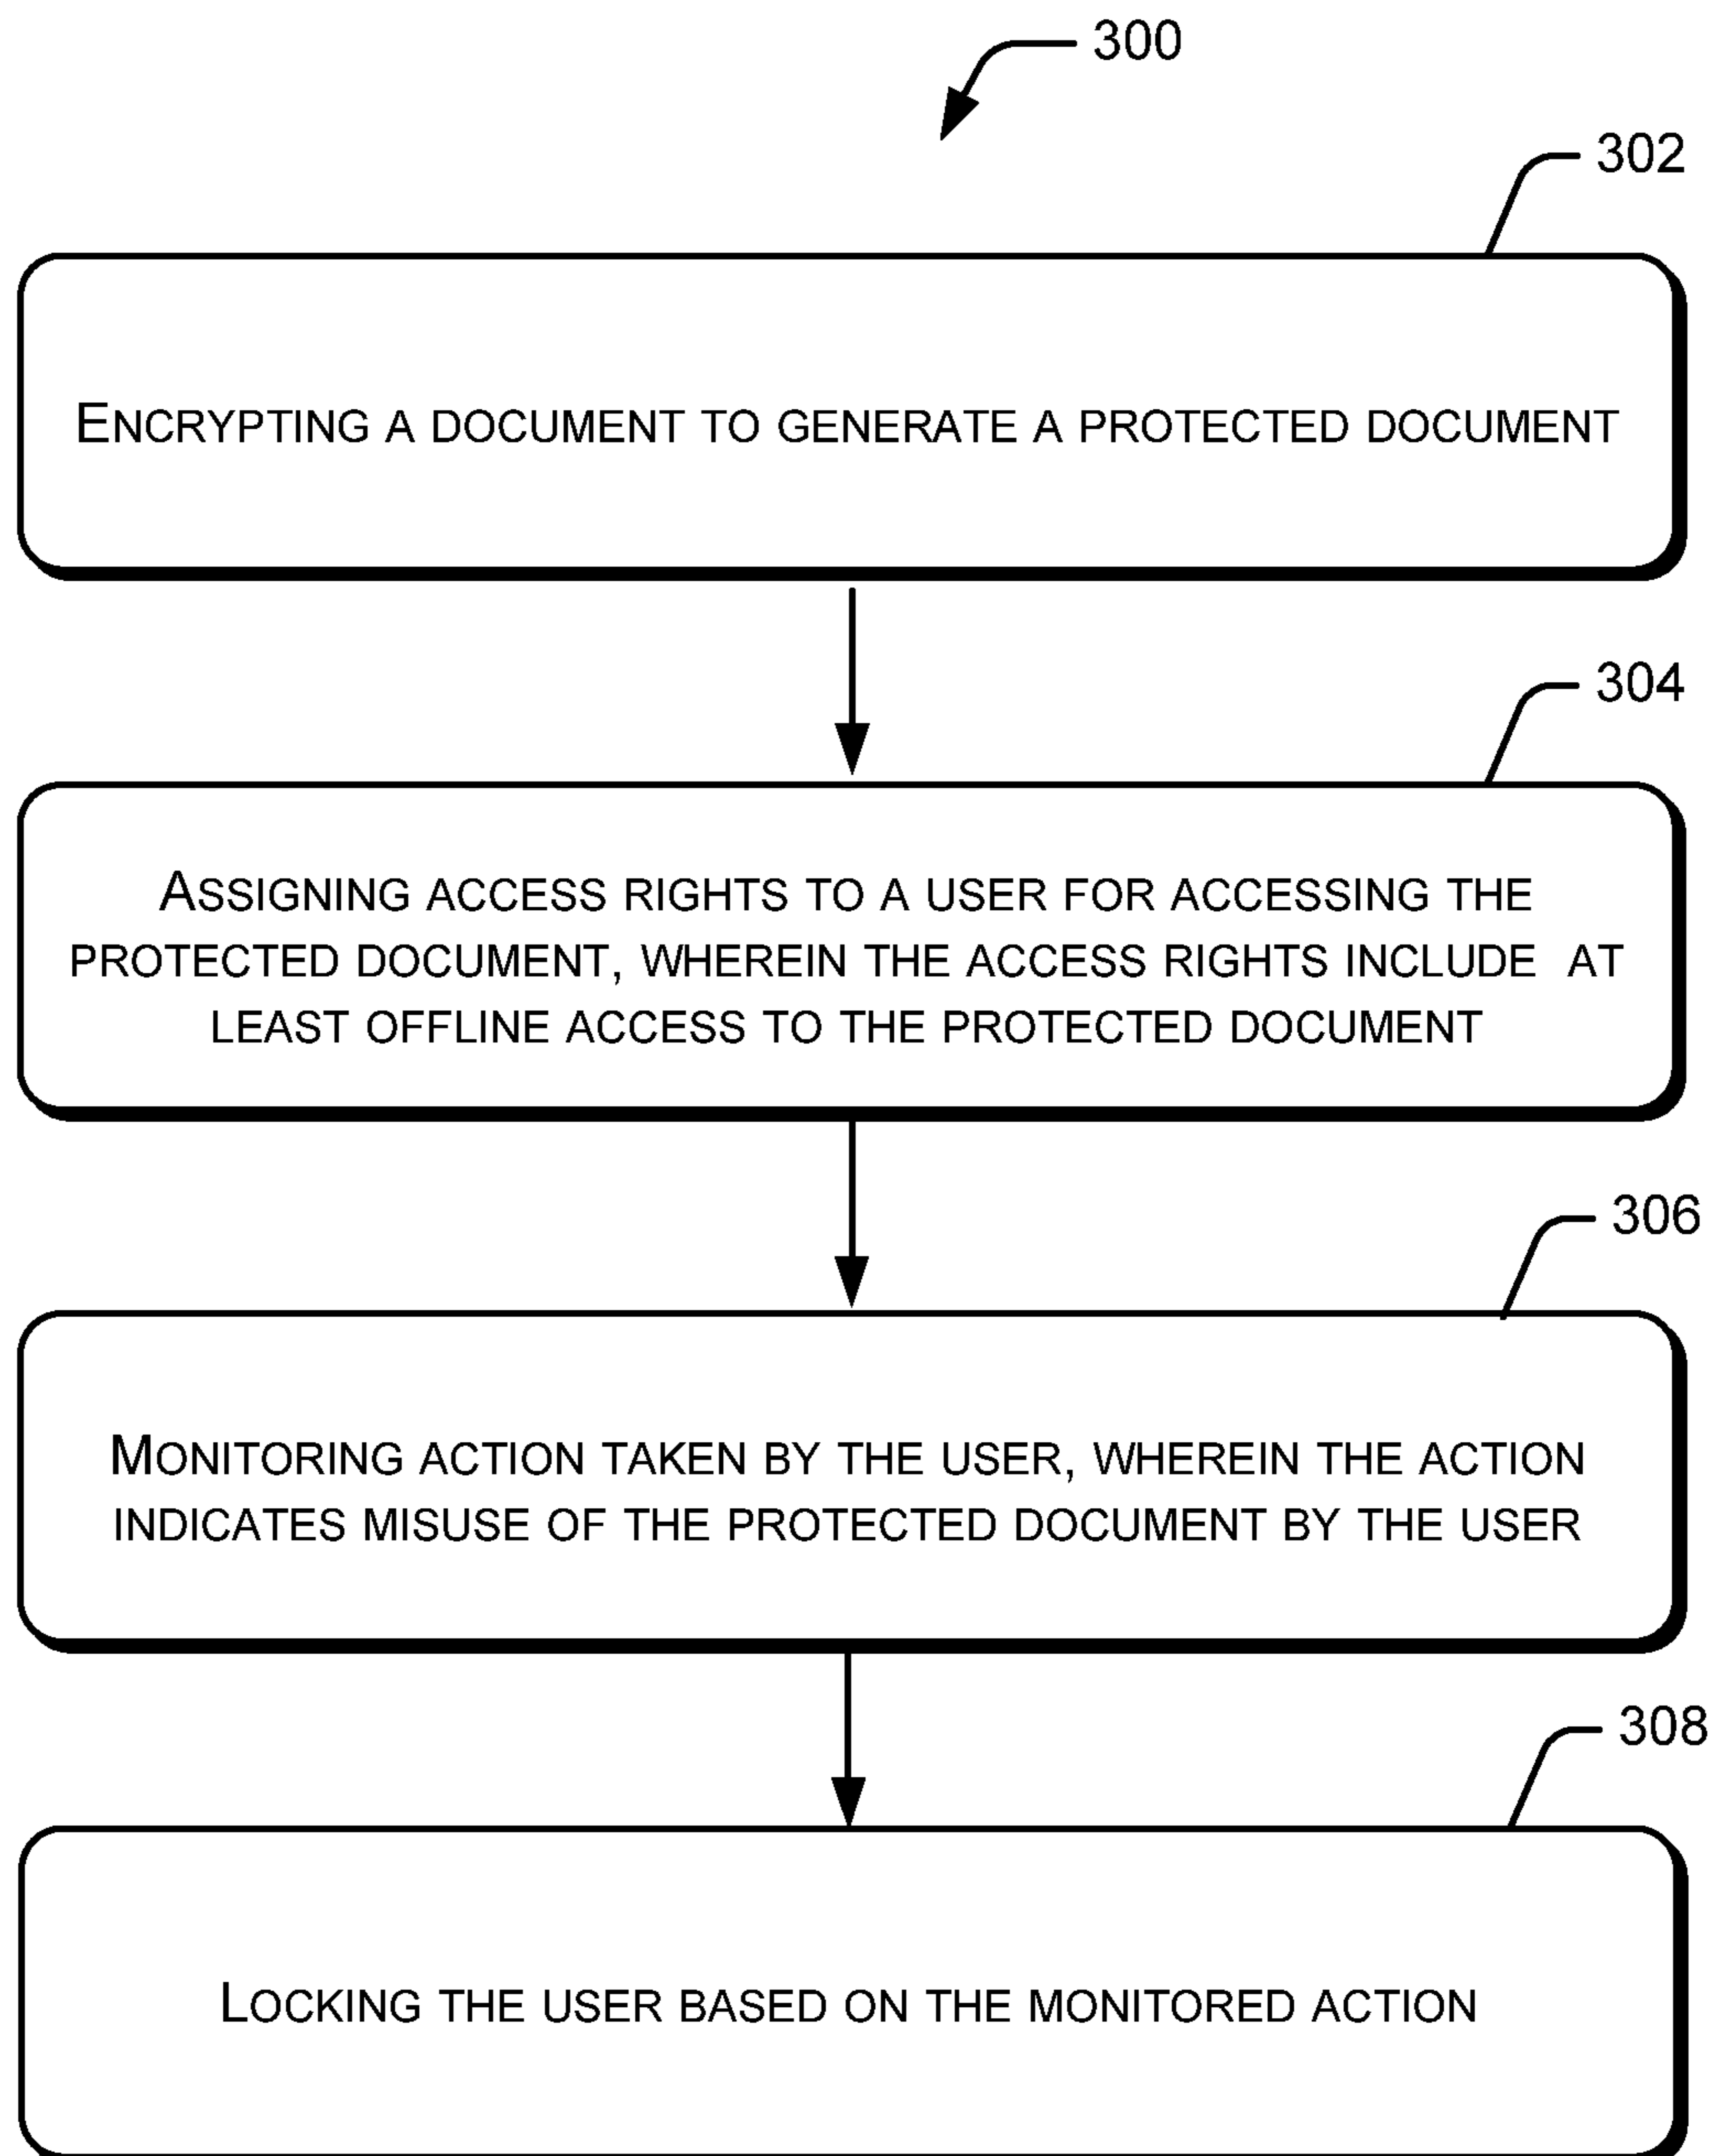 300
302
ENCRYPTING A DOCUMENT TO GENERATE A PROTECTED DOCUMENT
304
ASSIGNING ACCESS RIGHTS TO A USER FOR ACCESSING THE
PROTECTED DOCUMENT, WHEREIN THE ACCESS RIGHTS INCLUDE AT
LEAST OFFLINE ACCESS TO THE PROTECTED DOCUMENT
306
MONITORING ACTION TAKEN BY THE USER, WHEREIN THE ACTION
INDICATES MISUSE OF THE PROTECTED DOCUMENT BY THE USER
308
LOCKING THE USER BASED ON THE MONITORED ACTION